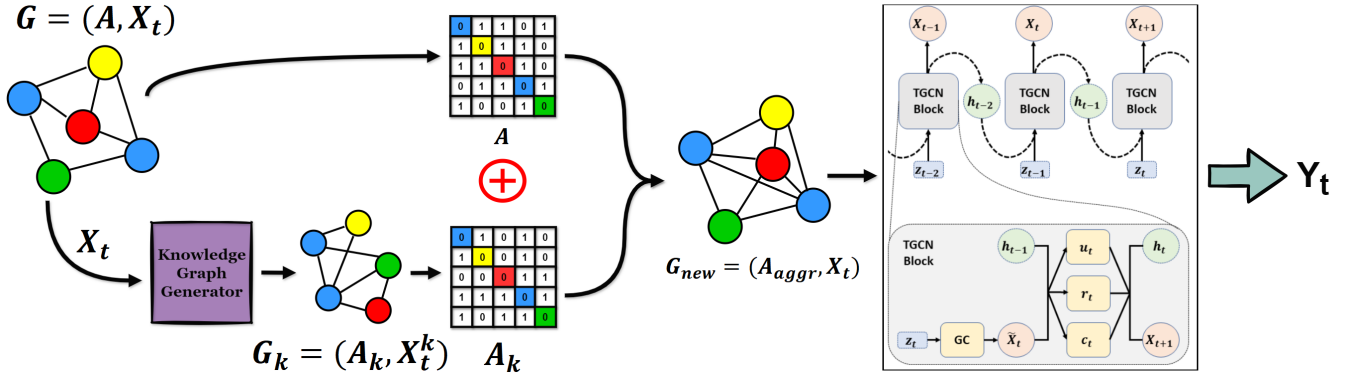 G = (A, X_t)
0 1 1 0 1
1 0 0 1 0
1 0 0 1 0
0 1 1 0 1
1 0 0 1 0
A
X_t
Knowledge
Graph
Generator
G_k = (A_k, X_t^k)
0 1 0 1 0
1 0 0 1 0
0 0 0 1 1
1 1 1 0 1
1 0 1 1 0
A_k
G_new = (A_aggr, X_t)
X_{t-1} X_t X_{t+1}
TGCN Block
h_{t-2}
TGCN Block
h_{t-1}
TGCN Block
z_{t-2} z_{t-1} z_t
TGCN
Block
h_{t-1} u_t h_t
r_t
z_t GC X̃_t c_t X_{t+1}
Y_t